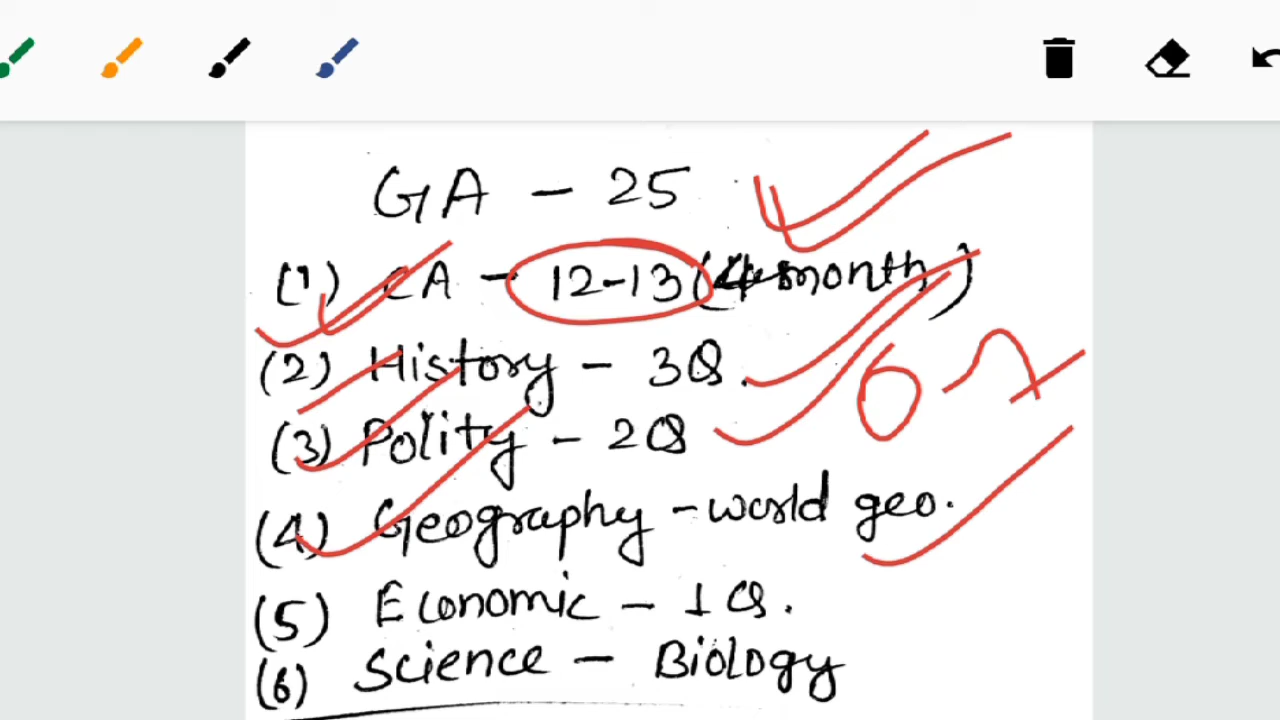 GA - 25
(1) CA - 12-13 (4 month)
(2) History - 3Q.
6-7
(3) Polity - 2Q
(4) Geography - world geo.
(5) Economic - 1Q.
(6) Science - Biology